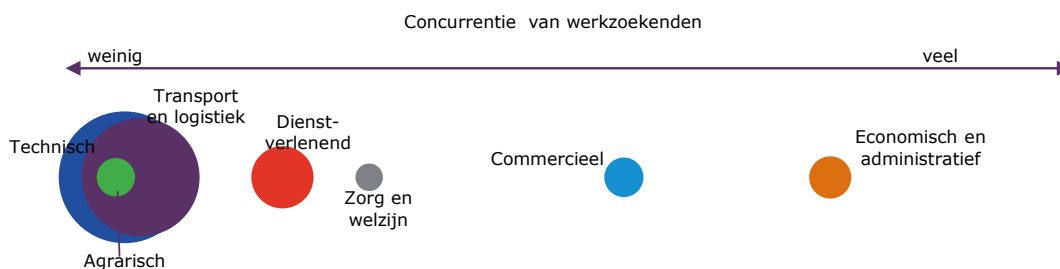 Concurrentie van werkzoekenden
weinig
veel
Transport
en logistiek
Technisch
Agrarisch
Dienst-
verlenend
Zorg en
welzijn
Commercieel
Economisch en
administratief